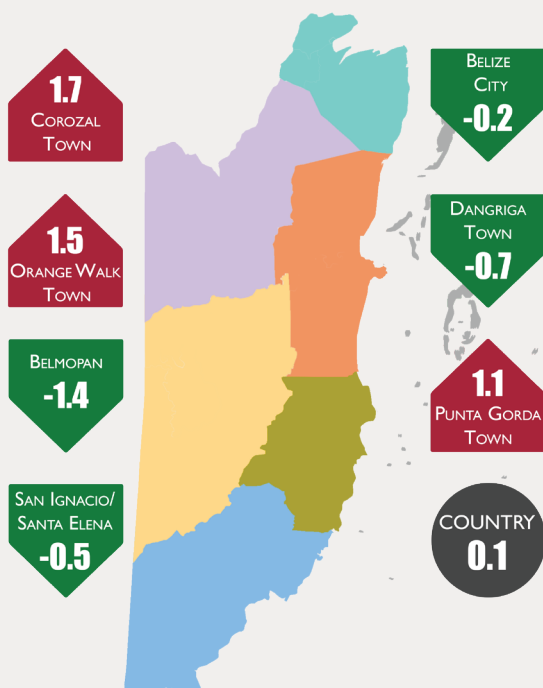 1.7
Corozal
Town
1.5
Orange Walk
Town
Belmopan
-1.4
San Ignacio/
Santa Elena
-0.5
Belize
City
-0.2
Dangriga
Town
-0.7
1.1
Punta Gorda
Town
COUNTRY
0.1